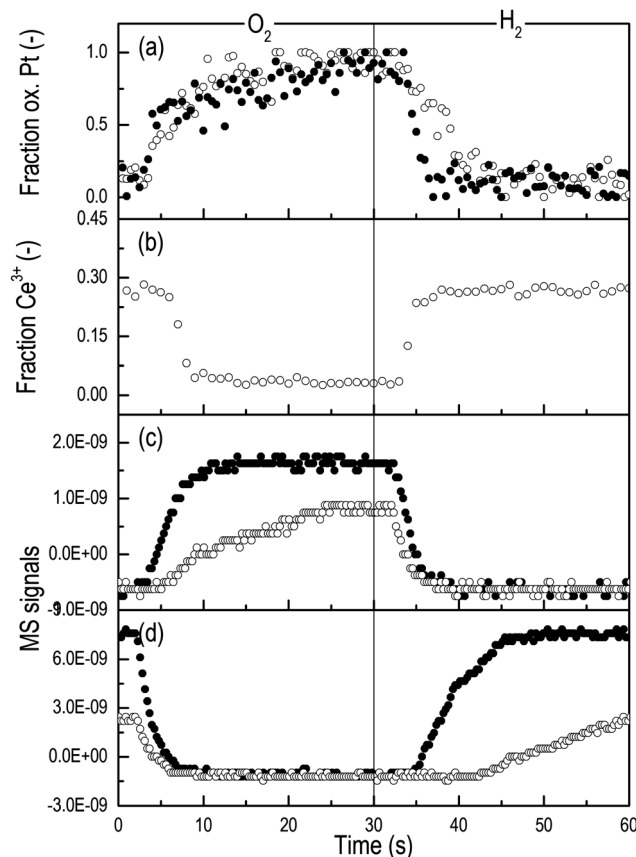 O₂ H₂
(a)
Fraction ox. Pt (-)
1.0
0.5
0.0
(b)
Fraction Ce³⁺ (-)
0.45
0.30
0.15
0.00
(c)
MS signals
2.0E-09
1.0E-09
0.0E+00
9.0E-09
(d)
6.0E-09
3.0E-09
0.0E+00
-3.0E-09
0 10 20 30 40 50 60
Time (s)